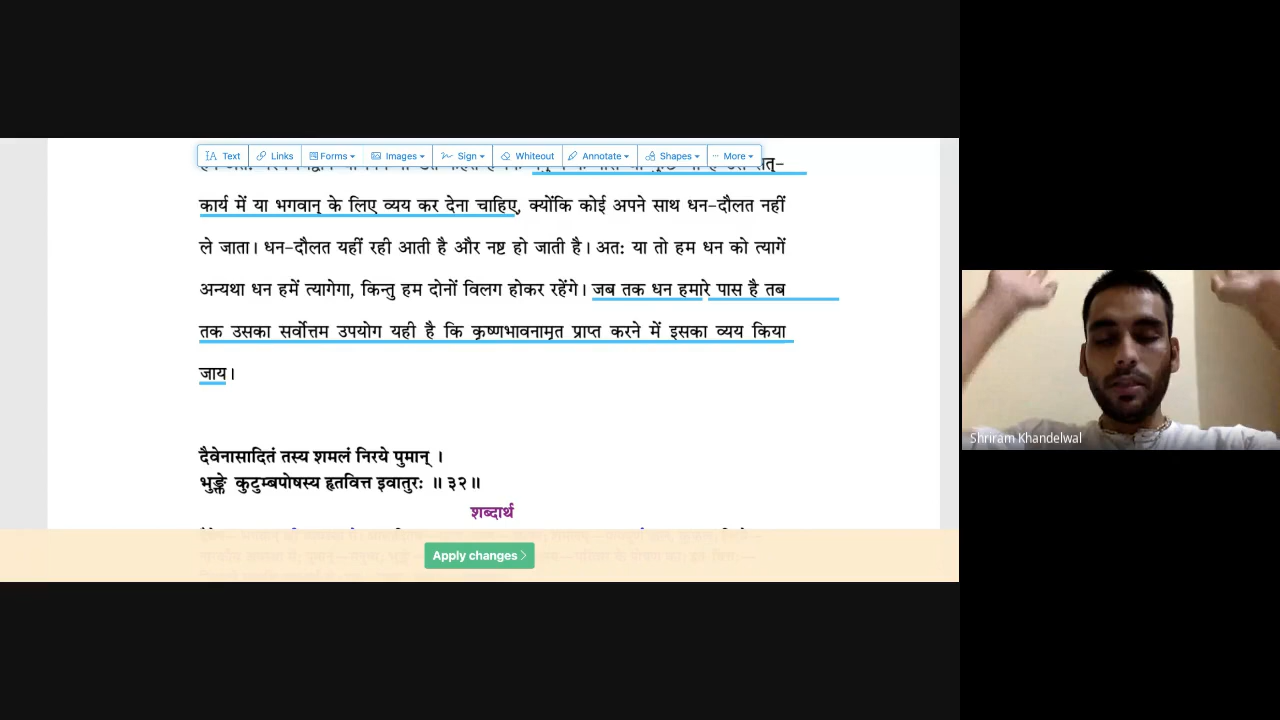 Text Links Forms Images Sign Whiteout Annotate Shapes More
कार्य में या भगवान् के लिए व्यय कर देना चाहिए, क्योंकि कोई अपने साथ धन-दौलत नहीं
ले जाता। धन-दौलत यहीं रही आती है और नष्ट हो जाती है। अत: या तो हम धन को त्यागें
अन्यथा धन हमें त्यागेगा, किन्तु हम दोनों विलग होकर रहेंगे। जब तक धन हमारे पास है तब
तक उसका सर्वोत्तम उपयोग यही है कि कृष्णभावनामृत प्राप्त करने में इसका व्यय किया
जाय।
दैवेनासादितं तस्य शमलं निरये पुमान् ।
भुङ्क्ते कुटुम्बपोषस्य हृतवित्त इवातुरः ॥ ३२॥
शब्दार्थ
Apply changes
Shriram Khandelwal